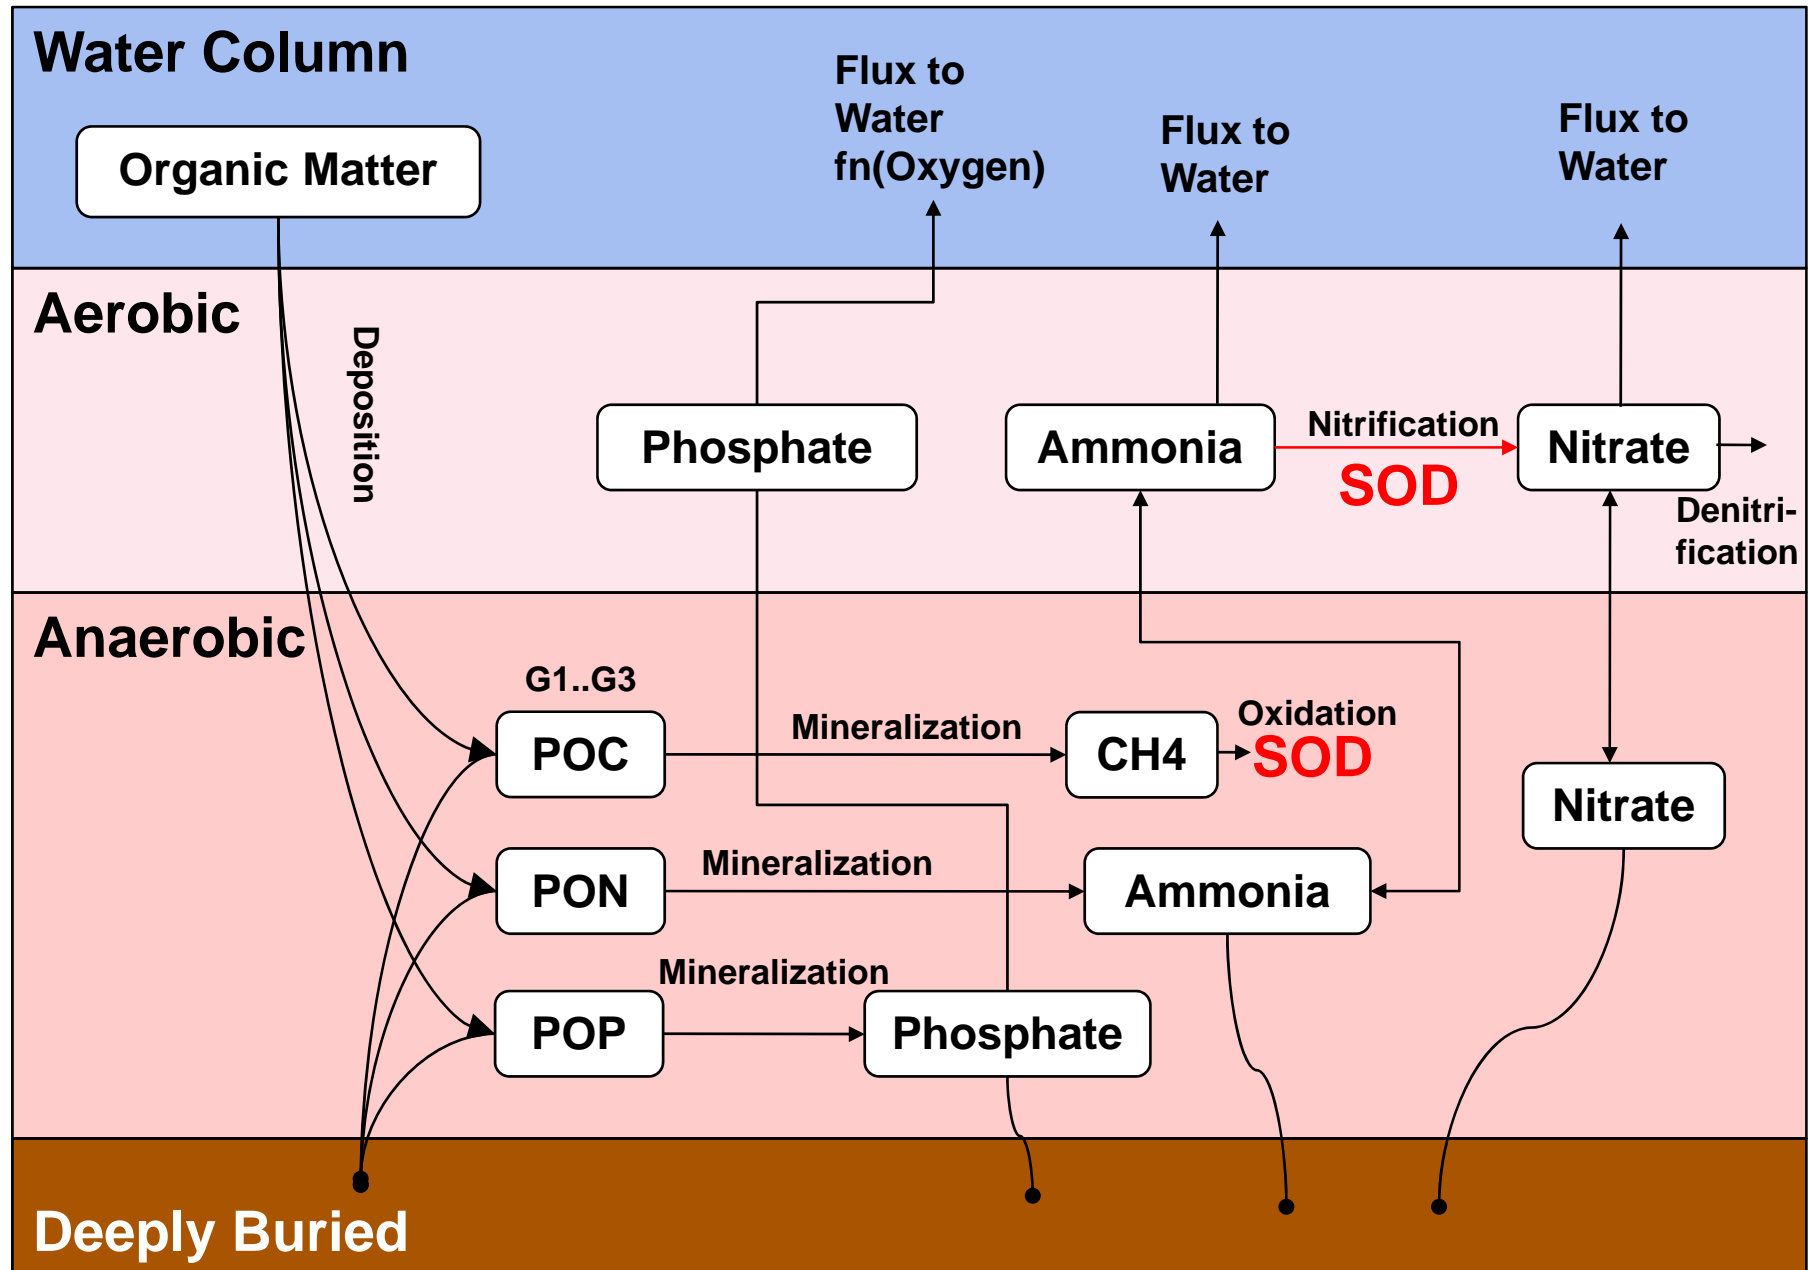 Water Column
Flux to
Water
fn(Oxygen)
Flux to
Water
Flux to
Water
Organic Matter
Aerobic
Deposition
Phosphate
Ammonia
Nitrification
SOD
Nitrate
Denitri-
fication
Anaerobic
G1..G3
POC
Mineralization
CH4
Oxidation
SOD
Nitrate
PON
Mineralization
Ammonia
POP
Mineralization
Phosphate
Deeply Buried